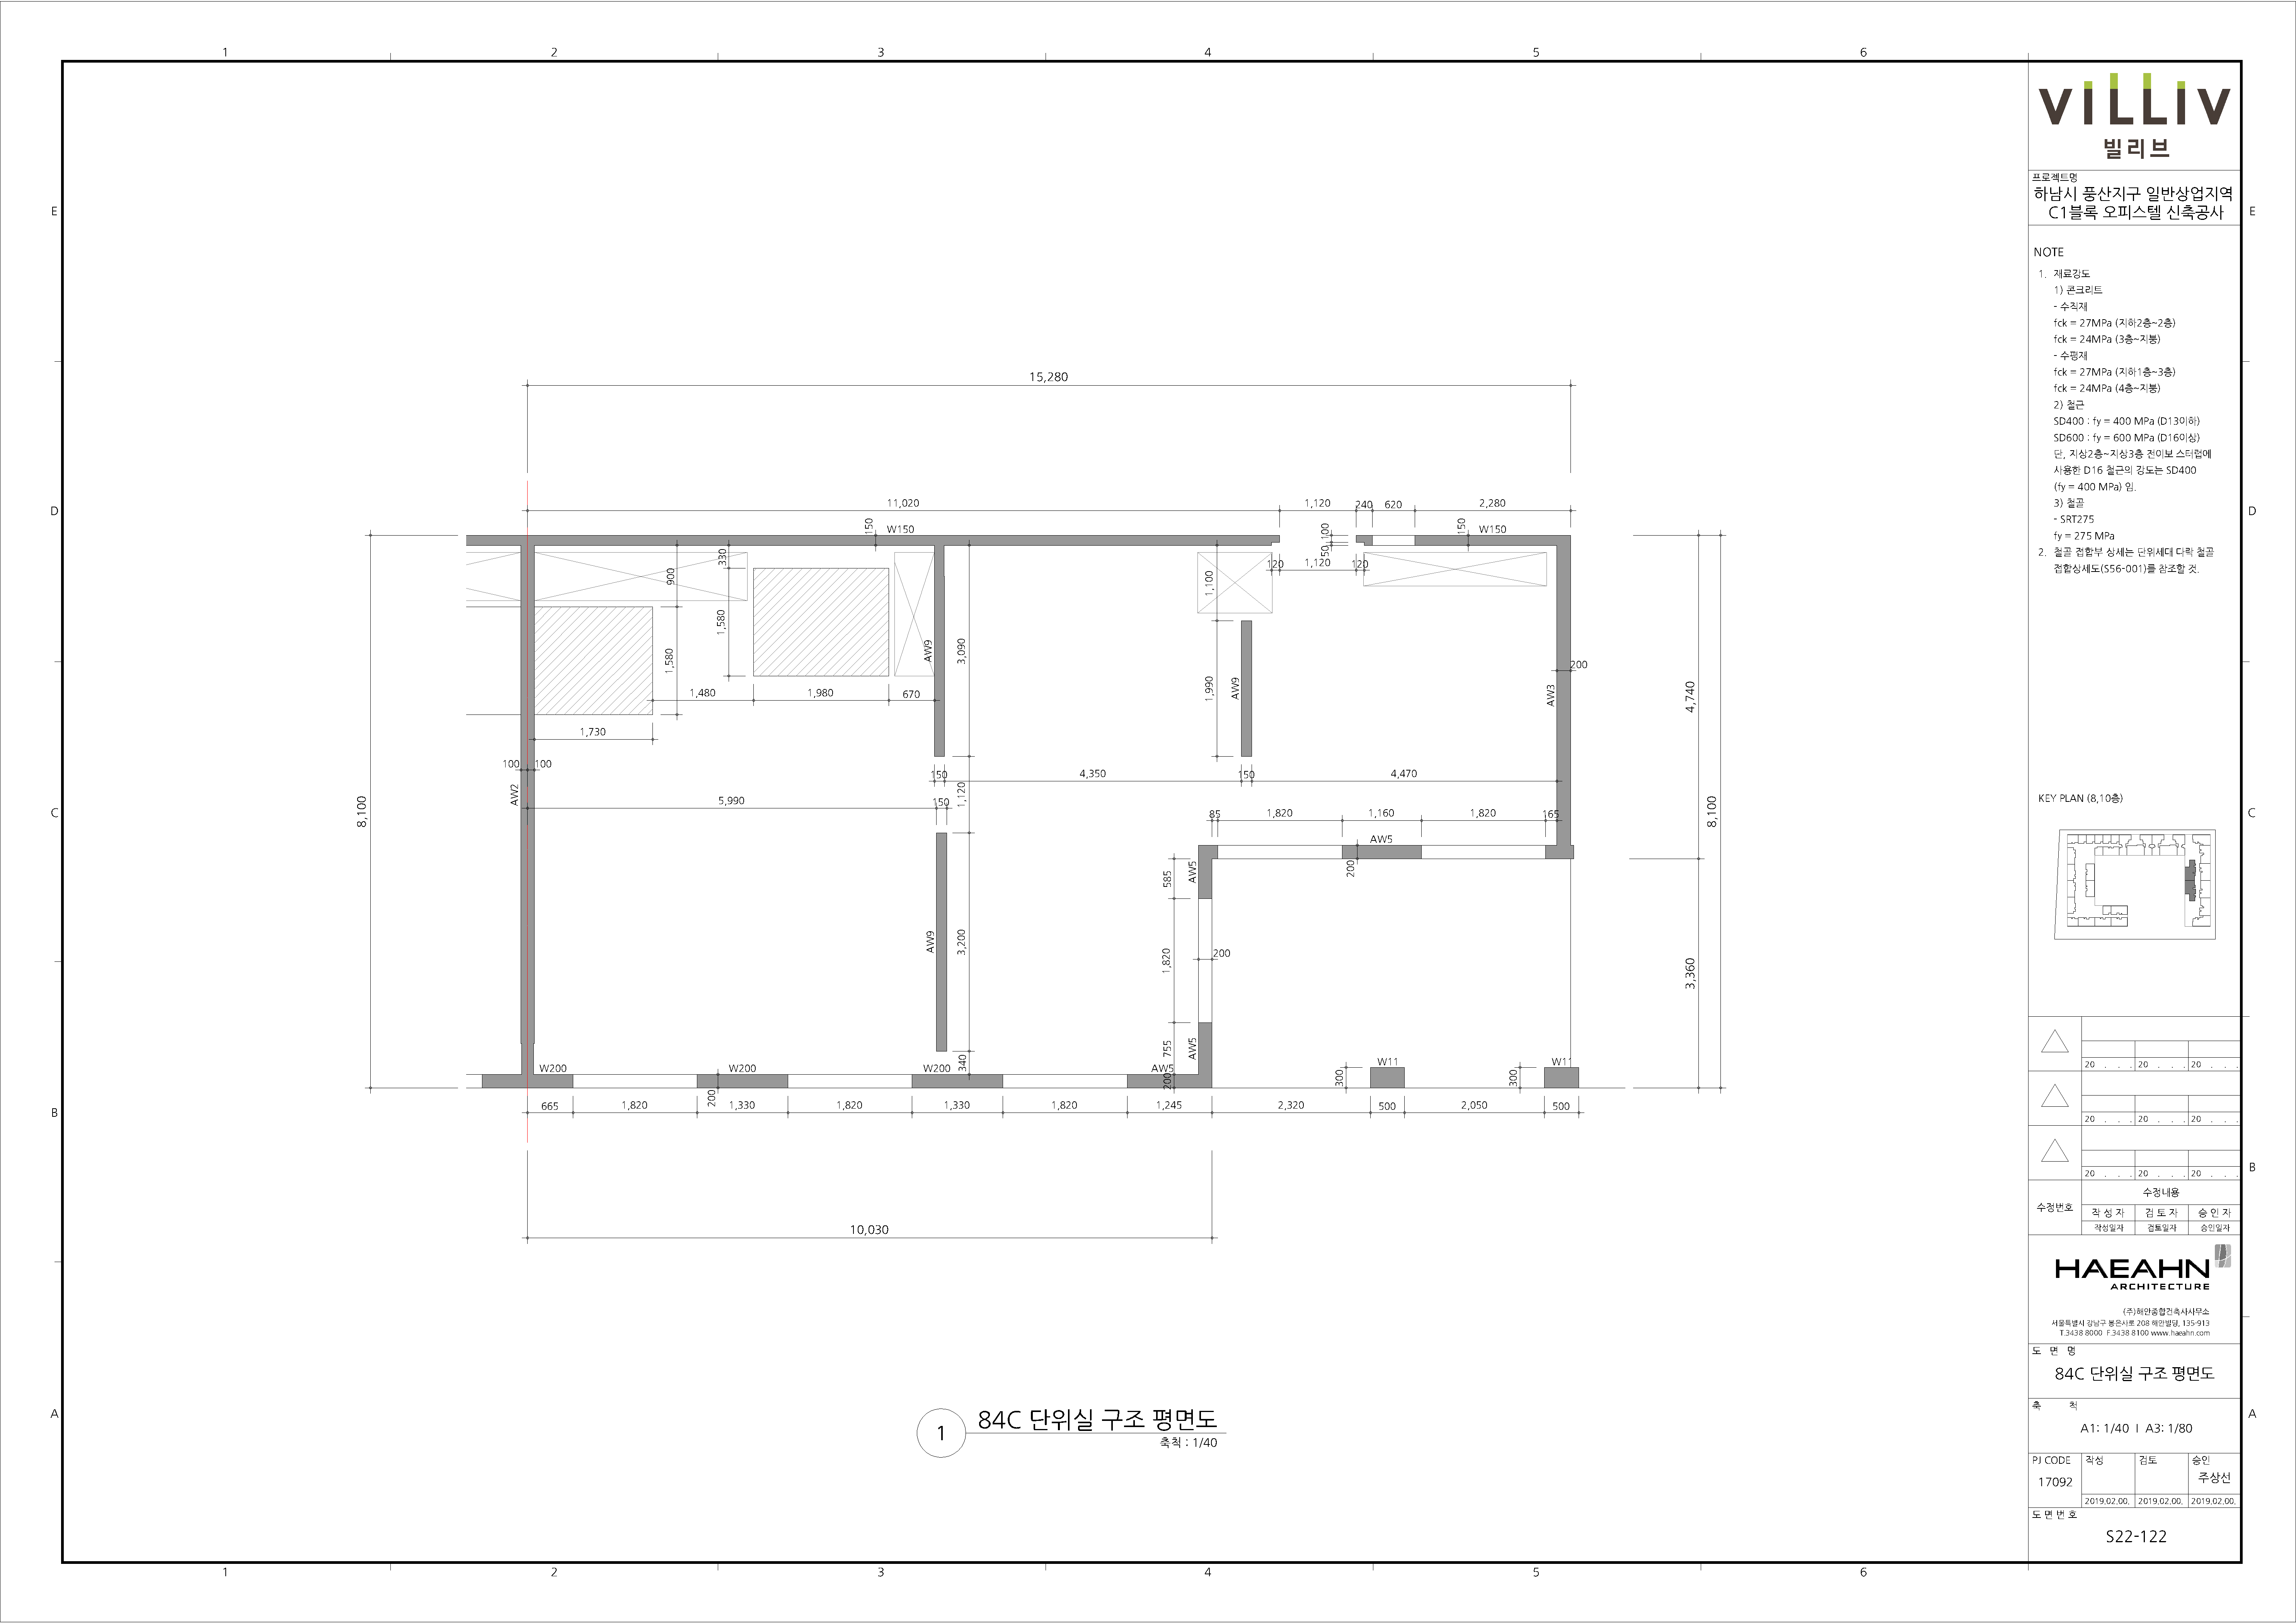 1
2
3
4
5
6
E
D
C
B
A
VILLIV
빌리브
프로젝트명
하남시 풍산지구 일반상업지역
C1블록 오피스텔 신축공사
NOTE
1. 재료강도
1) 콘크리트
- 수직재
fck = 27MPa (지하2층~2층)
fck = 24MPa (3층~지붕)
- 수평재
fck = 27MPa (지하1층~3층)
fck = 24MPa (4층~지붕)
2) 철근
SD400 : fy = 400 MPa (D13이하)
SD600 : fy = 600 MPa (D16이상)
단, 지상2층~지상3층 전이보 스터럽에
사용한 D16 철근의 강도는 SD400
(fy = 400 MPa) 임.
3) 철골
- SRT275
fy = 275 MPa
2. 철골 접합부 상세는 단위세대 다락 철골
접합상세도(S56-001)를 참조할 것.
KEY PLAN (8,10층)
15,280
11,020
1,120
240
620
2,280
150
W150
100
150
W150
50
330
900
1,580
1,580
1,480
1,980
670
1,730
AW9
3,090
1,100
120
1,120
120
1,990
AW9
200
AW3
4,740
8,100
3,360
8,100
100
100
AW2
5,990
150
150
1,120
4,350
150
4,470
85
1,820
1,160
1,820
165
AW5
200
585
AW5
1,820
200
755
AW5
AW9
3,200
340
W200
W200
W200
AW5
200
200
W11
300
W11
300
665
1,820
1,330
1,820
1,330
1,820
1,245
2,320
500
2,050
500
10,030
1
84C 단위실 구조 평면도
축척 : 1/40
20 . . .
20 . . .
20 . . .
20 . . .
20 . . .
20 . . .
20 . . .
20 . . .
20 . . .
수정번호
수정내용
작 성 자
검 토 자
승 인 자
작성일자
검토일자
승인일자
HAEAHN
ARCHITECTURE
(주)해안종합건축사사무소
서울특별시 강남구 봉은사로 208 해안빌딩, 135-913
T.3438 8000 F.3438 8100 www.haeahn.com
도 면 명
84C 단위실 구조 평면도
축 척
A1: 1/40 I A3: 1/80
PJ CODE
작성
검토
승인
17092
주상선
2019.02.00.
2019.02.00.
2019.02.00.
도 면 번 호
S22-122
E
D
C
B
A
1
2
3
4
5
6